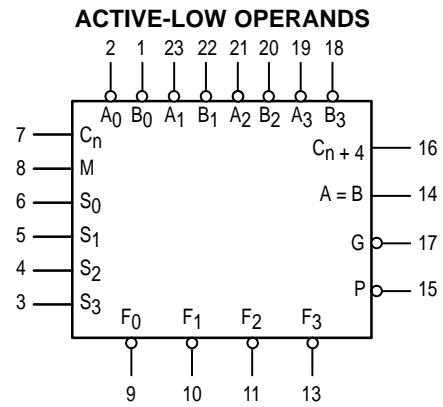 ACTIVE-LOW OPERANDS
2 1 23 22 21 20 19 18
A0 B0 A1 B1 A2 B2 A3 B3
7 Cn
Cn + 4 16
8 M
A = B 14
6 S0
5 S1
G 17
4 S2
P 15
3 S3
F0 F1 F2 F3
9 10 11 13